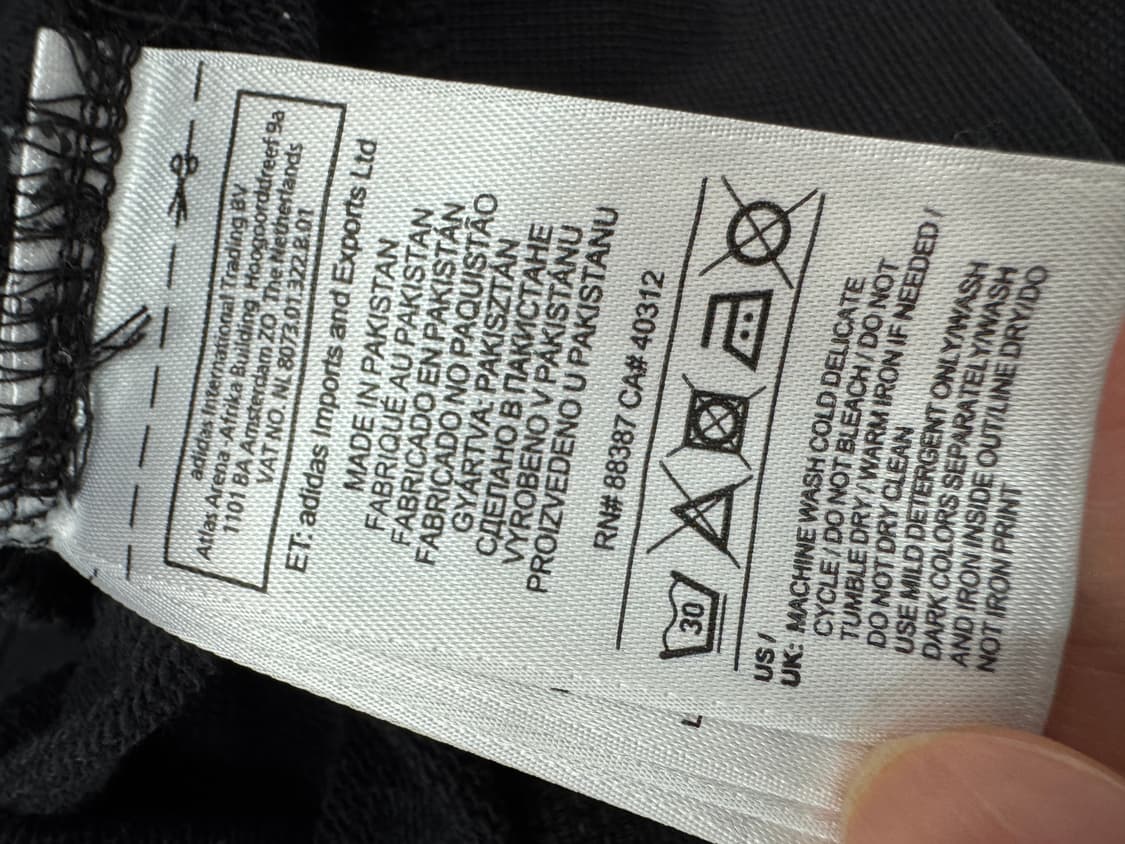 adidas International Trading BV
Atlas Arena -Afrika Building Hoogoorddreef 9a
1101 BA Amsterdam ZO The Netherlands
VAT NO. NL 8073.01.322.B.01
ET: adidas Imports and Exports Ltd
MADE IN PAKISTAN
FABRIQUÉ AU PAKISTAN
FABRICADO EN PAKISTÁN
FABRICADO NO PAQUISTÃO
GYÁRTVA: PAKISZTÁN
СДЕЛАНО В ПАКИСТАНЕ
VYROBENO V PÁKISTÁNU
PROIZVEDENO U PAKISTANU
RN# 88387 CA# 40312
30
US /
UK: MACHINE WASH COLD DELICATE
CYCLE / DO NOT BLEACH / DO NOT
TUMBLE DRY / WARM IRON IF NEEDED /
DO NOT DRY CLEAN
USE MILD DETERGENT ONLY/WASH
DARK COLORS SEPARATELY/WASH
AND IRON INSIDE OUT/LINE DRY/DO
NOT IRON PRINT
L